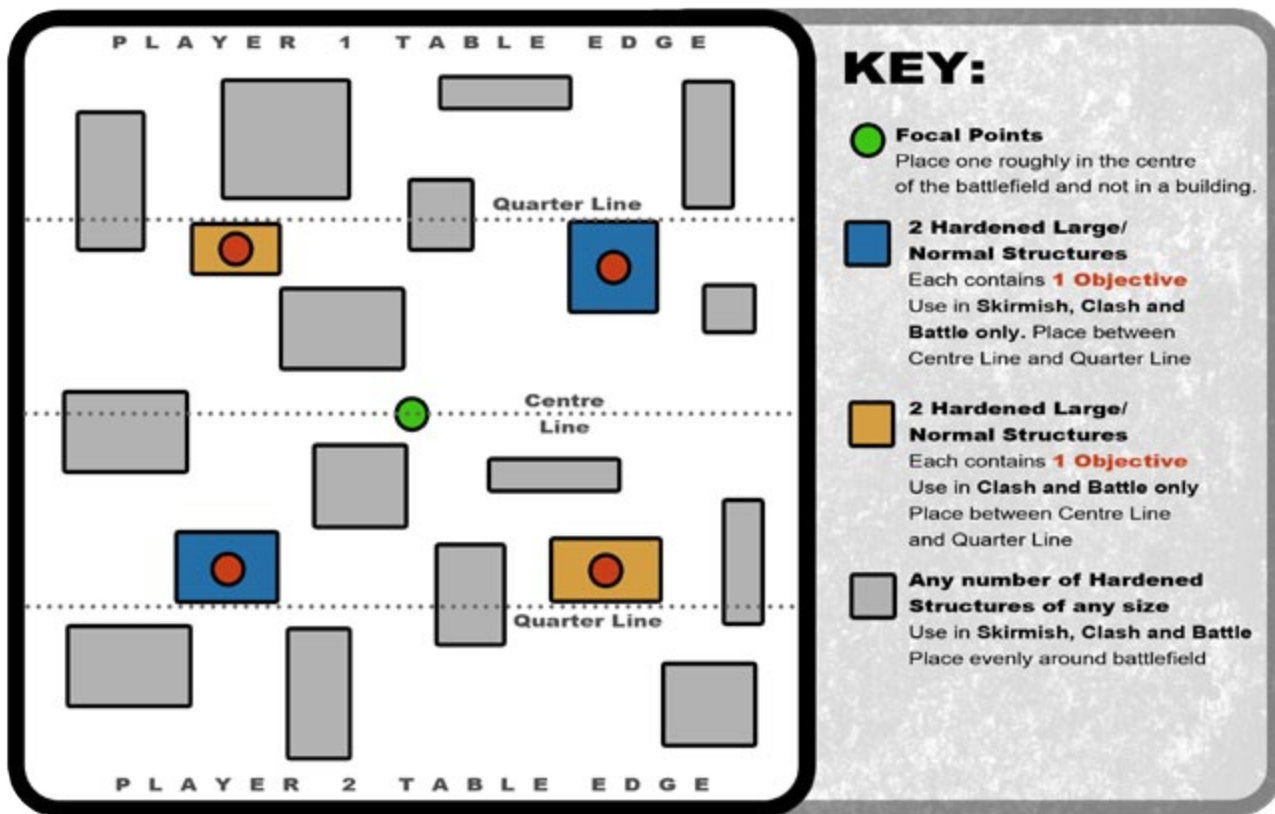 PLAYER 1 TABLE EDGE
Quarter Line
Centre
Line
Quarter Line
PLAYER 2 TABLE EDGE
KEY:
Focal Points
Place one roughly in the centre
of the battlefield and not in a building.
2 Hardened Large/
Normal Structures
Each contains 1 Objective
Use in Skirmish, Clash and
Battle only. Place between
Centre Line and Quarter Line
2 Hardened Large/
Normal Structures
Each contains 1 Objective
Use in Clash and Battle only
Place between Centre Line
and Quarter Line
Any number of Hardened
Structures of any size
Use in Skirmish, Clash and Battle
Place evenly around battlefield